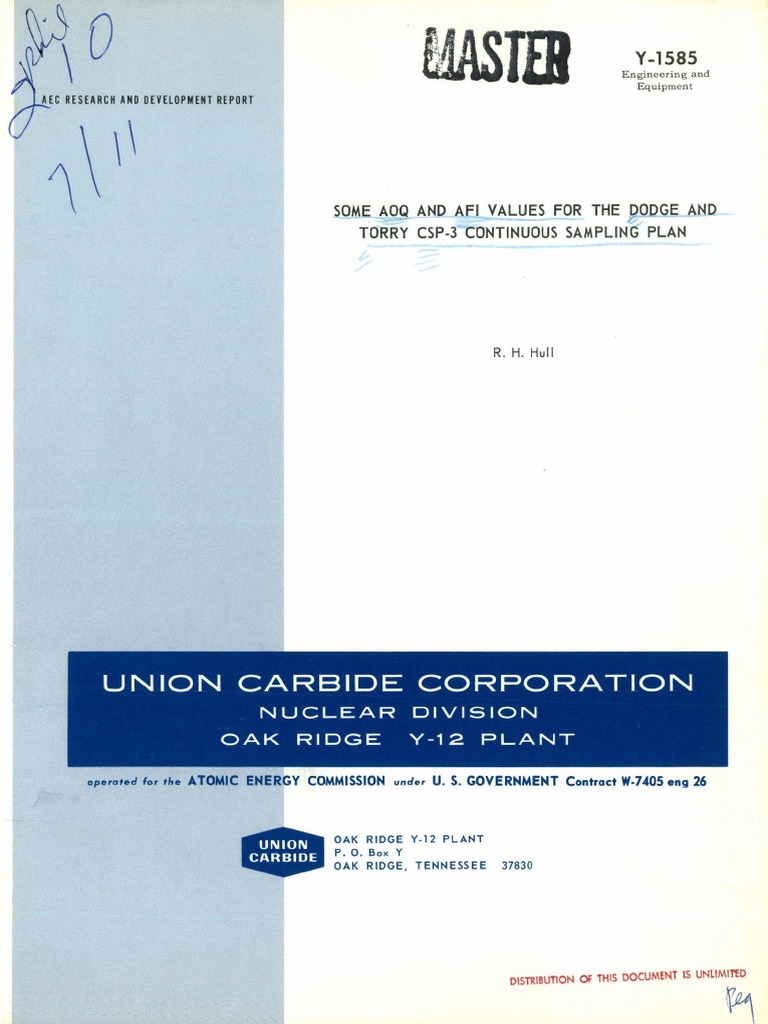 10
AEC RESEARCH AND DEVELOPMENT REPORT
7/11
MASTER
Y-1585
Engineering and
Equipment
SOME AOQ AND AFI VALUES FOR THE DODGE AND
TORRY CSP-3 CONTINUOUS SAMPLING PLAN
R. H. Hull
UNION CARBIDE CORPORATION
NUCLEAR DIVISION
OAK RIDGE Y-12 PLANT
operated for the ATOMIC ENERGY COMMISSION under U. S. GOVERNMENT Contract W-7405 eng 26
UNION
CARBIDE
OAK RIDGE Y-12 PLANT
P. O. Box Y
OAK RIDGE, TENNESSEE 37830
DISTRIBUTION OF THIS DOCUMENT IS UNLIMITED